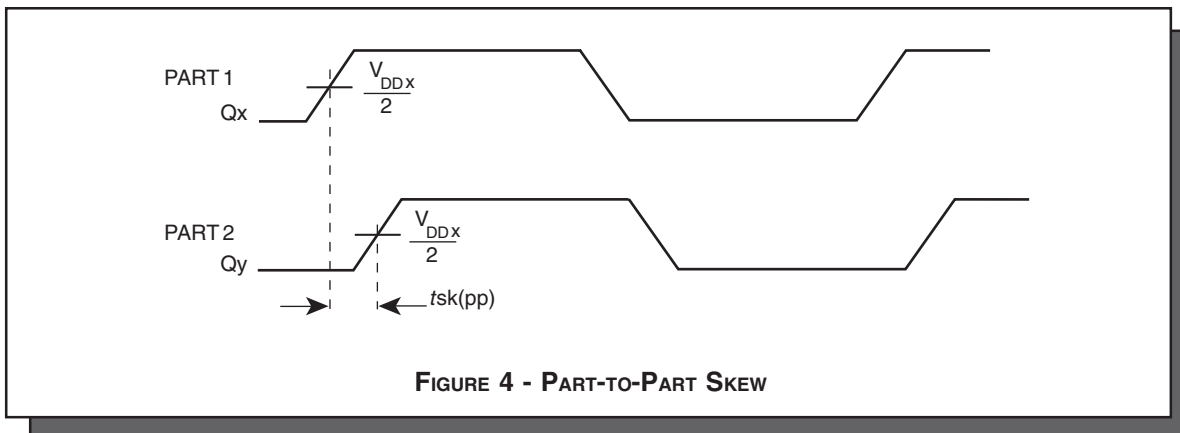 PART 1
Qx
VDDx
2
PART 2
Qy
VDDx
2
tsk(pp)
FIGURE 4 - PART-TO-PART SKEW